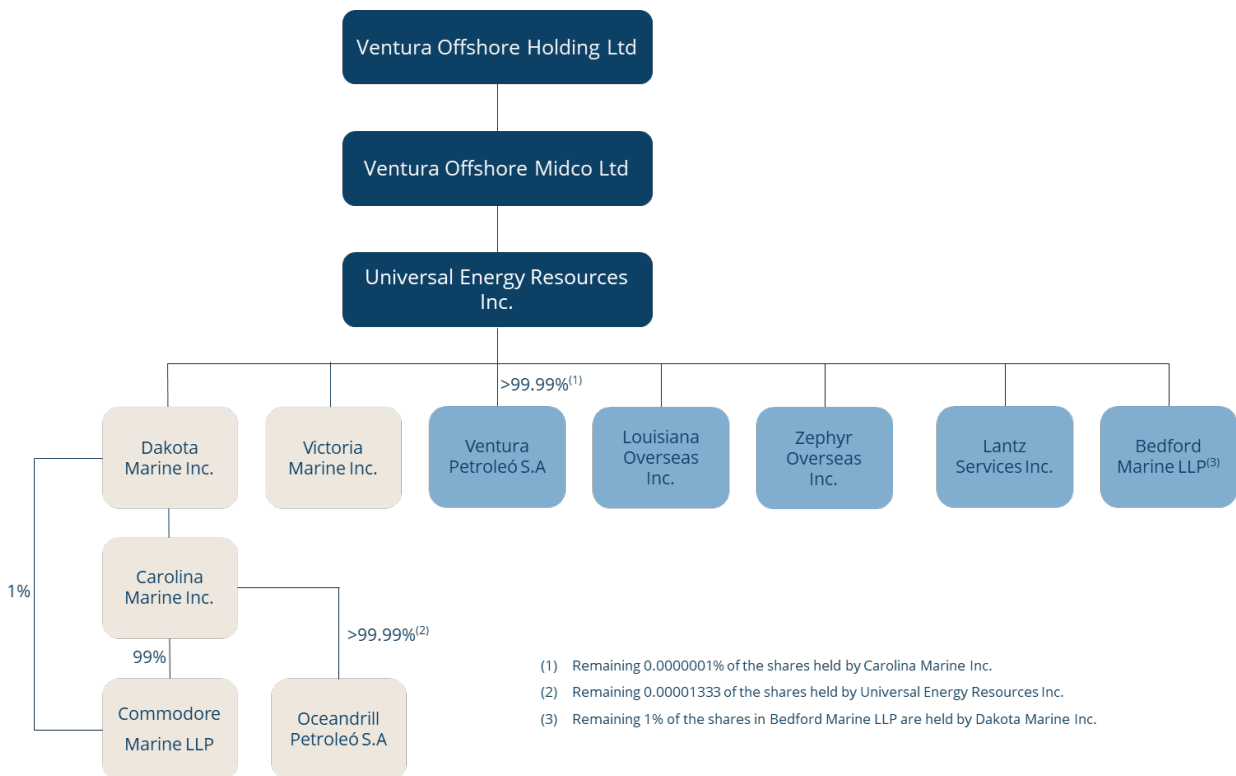 Ventura Offshore Holding Ltd
Ventura Offshore Midco Ltd
Universal Energy Resources
Inc.
>99.99%(1)
Dakota
Marine Inc.
Victoria
Marine Inc.
Ventura
Petroleó S.A
Louisiana
Overseas
Inc.
Zephyr
Overseas
Inc.
Lantz
Services Inc.
Bedford
Marine LLP(3)
Carolina
Marine Inc.
1%
>99.99%(2)
99%
Commodore
Marine LLP
Oceandrill
Petroleó S.A
(1) Remaining 0.0000001% of the shares held by Carolina Marine Inc.
(2) Remaining 0.00001333 of the shares held by Universal Energy Resources Inc.
(3) Remaining 1% of the shares in Bedford Marine LLP are held by Dakota Marine Inc.